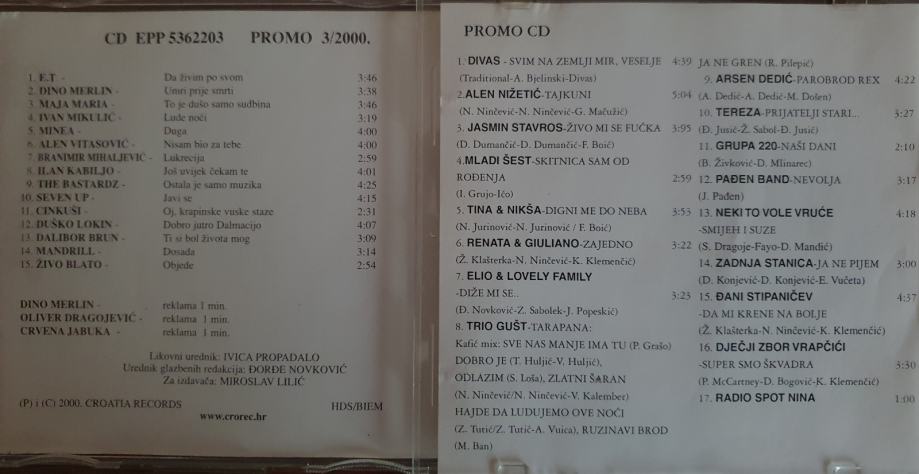 CD EPP 5362203 PROMO 3/2000.
1. E.T - Da živim po svom 3:46
2. DINO MERLIN - Umri prije smrti 3:38
3. MAJA MARIA - To je dušo samo sudbina 3:46
4. IVAN MIKULIĆ - Lude noći 3:19
5. MINEA - Duga 4:00
6. ALEN VITASOVIĆ - Nisam bio za tebe 4:00
7. BRANIMIR MIHALJEVIĆ - Lukrecija 2:59
8. ILAN KABILJO - Još uvijek čekam te 4:01
9. THE BASTARDZ - Ostala je samo muzika 4:25
10. SEVEN UP - Javi se 4:15
11. CINKUŠI - Oj, krapinske vuske staze 2:31
12. DUŠKO LOKIN - Dobro jutro Dalmacijo 4:07
13. DALIBOR BRUN - Ti si bol života mog 3:09
14. MANDRILL - Dosada 3:14
15. ŽIVO BLATO - Objede 2:54
DINO MERLIN - reklama 1 min.
OLIVER DRAGOJEVIĆ - reklama 1 min.
CRVENA JABUKA - reklama 1 min.
Likovni urednik: IVICA PROPADALO
Urednik glazbenih redakcija: ĐORĐE NOVKOVIĆ
Za izdavača: MIROSLAV LILIĆ
(P) i (C) 2000. CROATIA RECORDS HDS/BIEM
www.crorec.hr
PROMO CD
1. DIVAS - SVIM NA ZEMLJI MIR, VESELJE 4:39
(Traditional-A. Bjelinski-Divas)
2.ALEN NIŽETIĆ-TAJKUNI 5:04
(N. Ninčević-N. Ninčević-G. Mačužić)
3. JASMIN STAVROS-ŽIVO MI SE FUĆKA 3:95
(D. Dumančić-D. Dumančić-F. Boić)
4.MLADI ŠEST-SKITNICA SAM OD
ROĐENJA 2:59
(I. Grujo-Ićo)
5. TINA & NIKŠA-DIGNI ME DO NEBA 3:53
(N. Jurinović-N. Jurinović / F. Boić)
6. RENATA & GIULIANO-ZAJEDNO 3:22
(Ž. Klašterka-N. Ninčević-K. Klemenčić)
7. ELIO & LOVELY FAMILY
-DIŽE MI SE.. 3:23
(Đ. Novković-Z. Sabolek-J. Popeskić)
8. TRIO GUŠT-TARAPANA:
Kafić mix: SVE NAS MANJE IMA TU (P. Grašo)
DOBRO JE (T. Huljić-V. Huljić),
ODLAZIM (S. Loša), ZLATNI ŠARAN
(N. Ninčević/N. Ninčević-V. Kalember)
HAJDE DA LUDUJEMO OVE NOĆI
(Z. Tutić/Z. Tutić-A. Vuica), RUZINAVI BROD
(M. Ban)
JA NE GREN (R. Pilepić)
9. ARSEN DEDIĆ-PAROBROD REX 4:22
(A. Dedić-A. Dedić-M. Došen)
10. TEREZA-PRIJATELJI STARI... 3:27
(D. Jusić-Ž. Sabol-Đ. Jusić)
11. GRUPA 220-NAŠI DANI 2:10
(B. Živković-D. Mlinarec)
12. PAĐEN BAND-NEVOLJA 3:17
(J. Pađen)
13. NEKI TO VOLE VRUĆE 4:18
-SMIJEH I SUZE
(S. Dragoje-Fayo-D. Mandić)
14. ZADNJA STANICA-JA NE PIJEM 3:00
(D. Konjević-D. Konjević-E. Vučeta)
15. ĐANI STIPANIČEV 4:37
-DA MI KRENE NA BOLJE
(Ž. Klašterka-N. Ninčević-K. Klemenčić)
16. DJEČJI ZBOR VRAPČIĆI
-SUPER SMO ŠKVADRA 3:30
(P. McCartney-D. Bogović-K. Klemenčić)
17. RADIO SPOT NINA 1:00